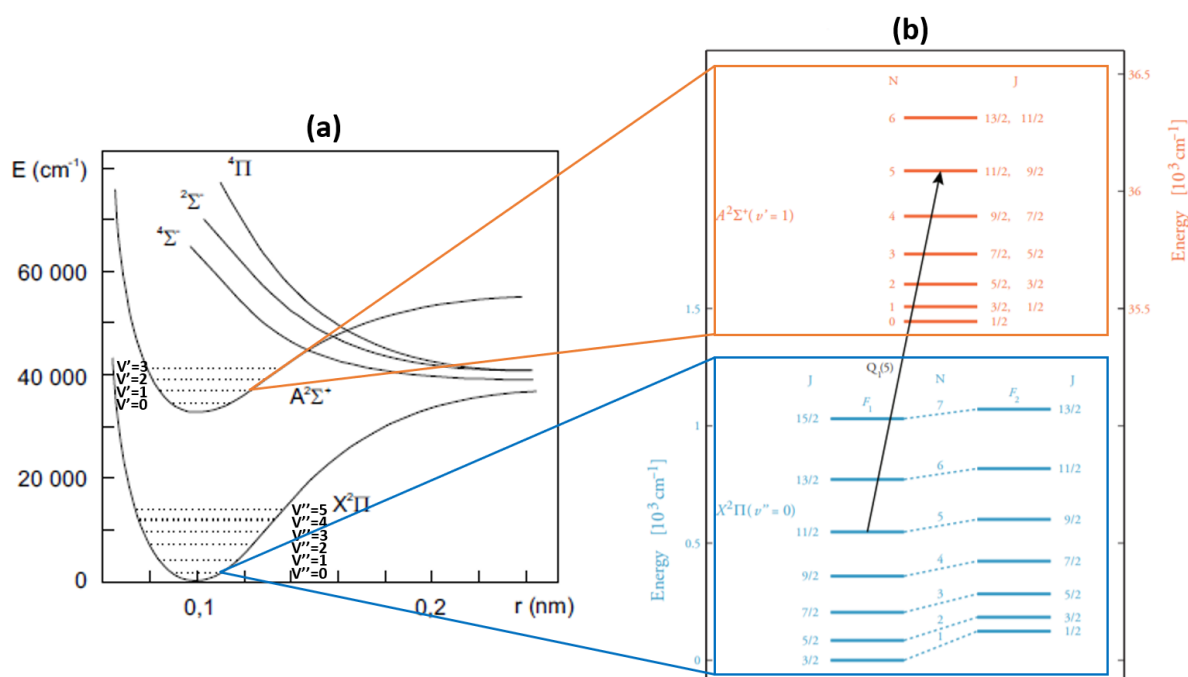 (a)
E (cm⁻¹)
60 000
40 000
20 000
0
0,1
0,2
r (nm)
⁴Π
²Σ⁻
⁴Σ⁻
A²Σ⁺
X²Π
V'=3
V'=2
V'=1
V'=0
V''=5
V''=4
V''=3
V''=2
V''=1
V''=0
(b)
N J
6 13/2, 11/2
5 11/2, 9/2
4 9/2, 7/2
3 7/2, 5/2
2 5/2, 3/2
1 3/2, 1/2
0 1/2
A²Σ⁺(v' = 1)
36.5
36
35.5
Energy [10³ cm⁻¹]
Q₁(5)
J N J
F₁ F₂
15/2 7 13/2
13/2 6 11/2
11/2 5 9/2
9/2 4 7/2
7/2 3 5/2
5/2 2 3/2
3/2 1 1/2
X²Π(v'' = 0)
1.5
1
0.5
0
Energy [10³ cm⁻¹]